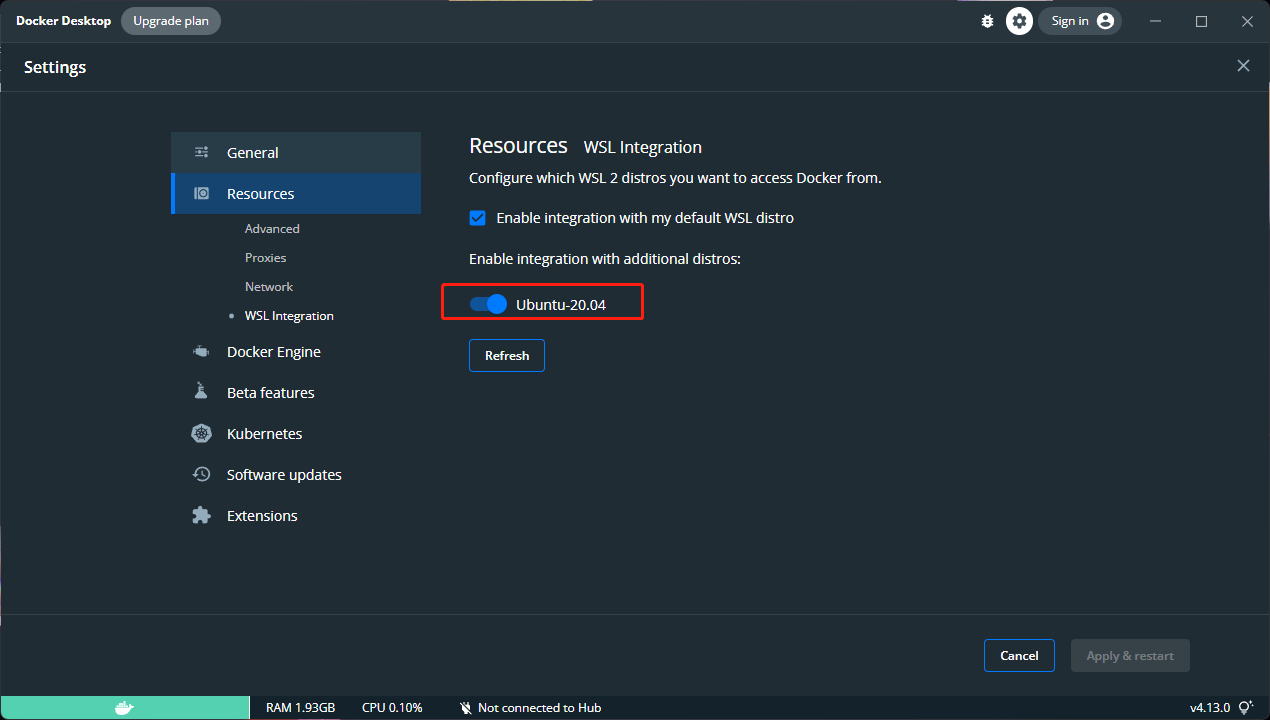 Docker Desktop Upgrade plan Sign in
Settings
General
Resources
Advanced
Proxies
Network
WSL Integration
Docker Engine
Beta features
Kubernetes
Software updates
Extensions
Resources WSL Integration
Configure which WSL 2 distros you want to access Docker from.
Enable integration with my default WSL distro
Enable integration with additional distros:
Ubuntu-20.04
Refresh
Cancel Apply & restart
RAM 1.93GB CPU 0.10% Not connected to Hub v4.13.0